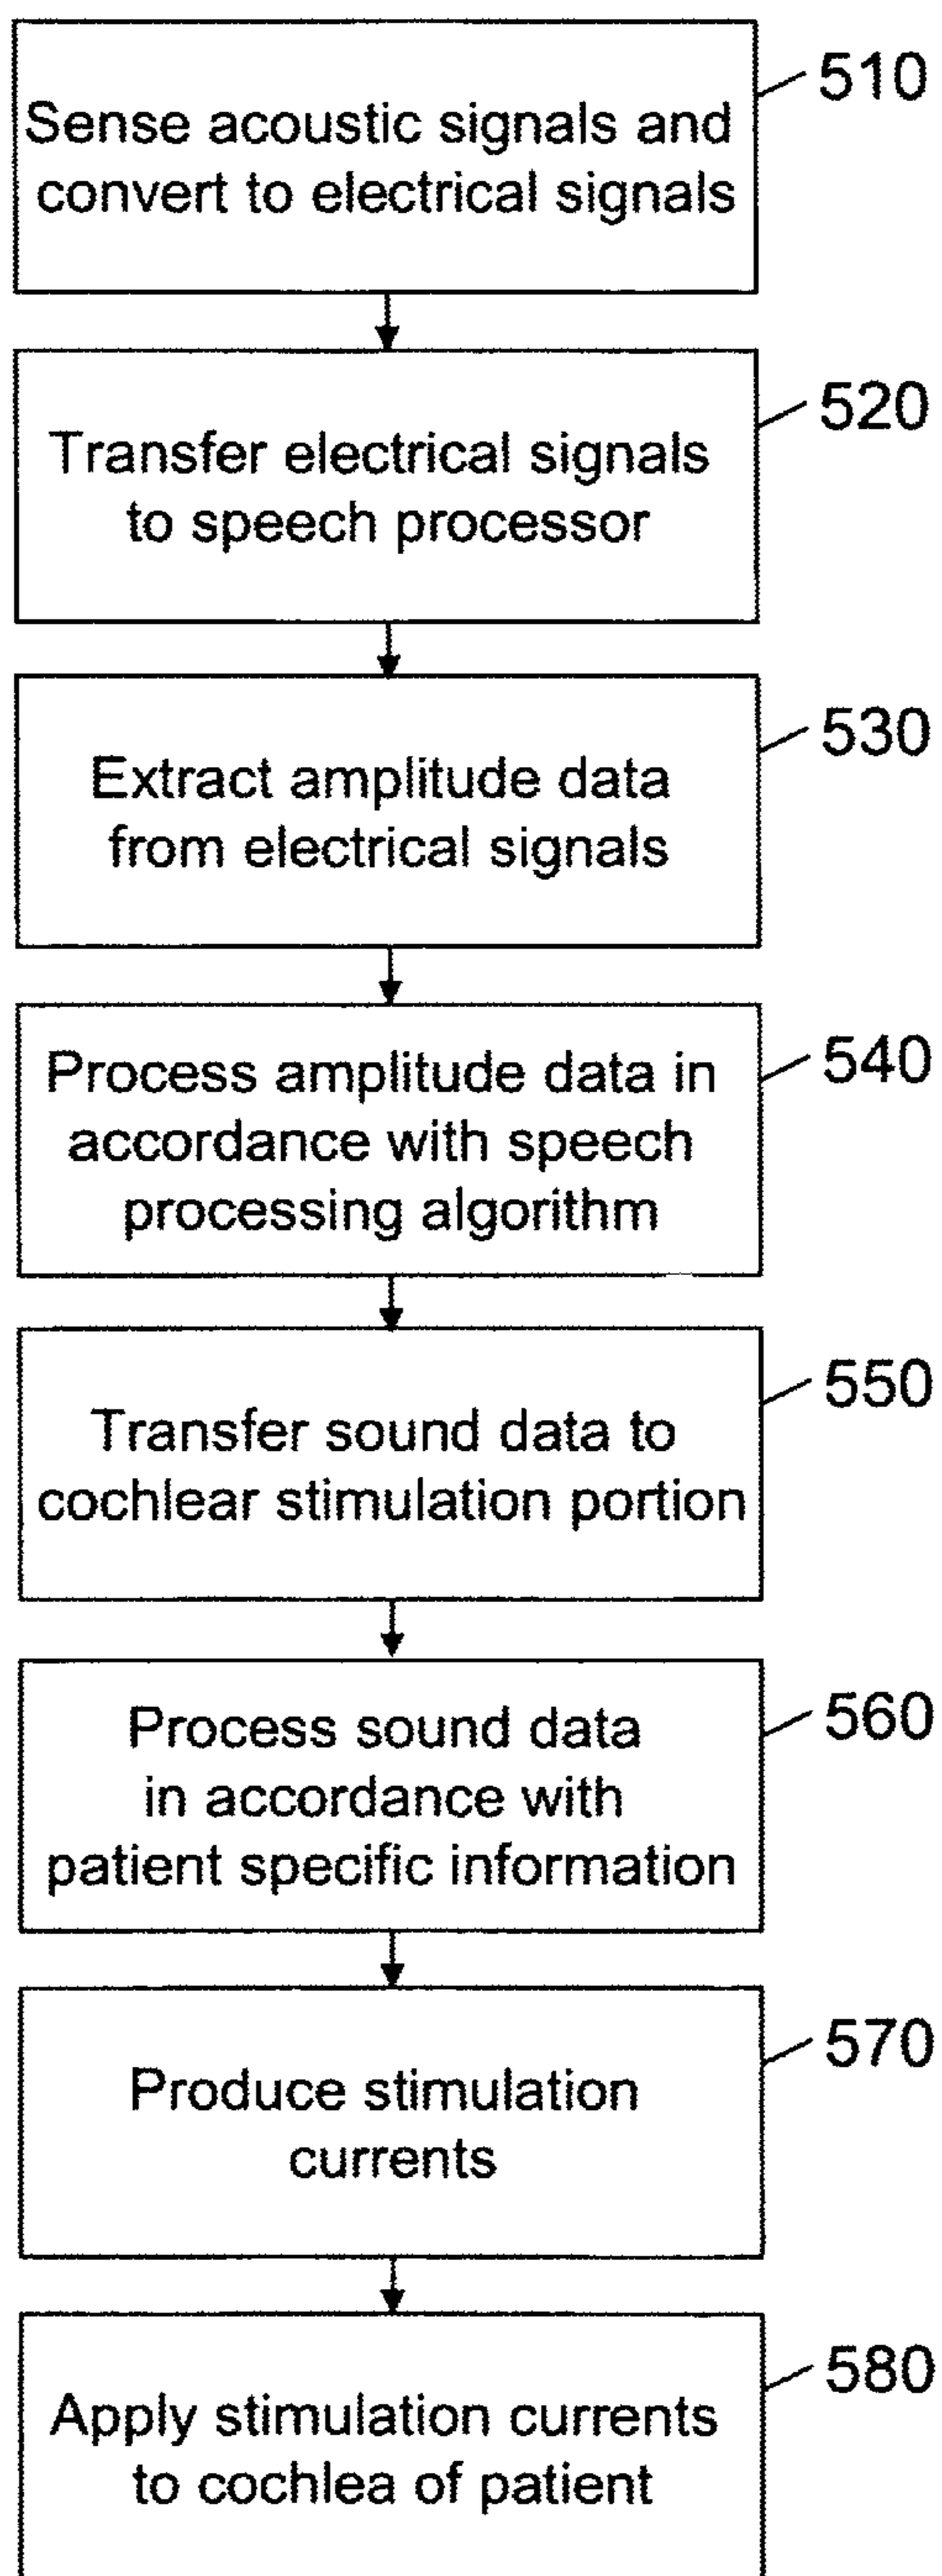 510
Sense acoustic signals and
convert to electrical signals
520
Transfer electrical signals
to speech processor
530
Extract amplitude data
from electrical signals
540
Process amplitude data in
accordance with speech
processing algorithm
550
Transfer sound data to
cochlear stimulation portion
560
Process sound data
in accordance with
patient specific information
570
Produce stimulation
currents
580
Apply stimulation currents
to cochlea of patient